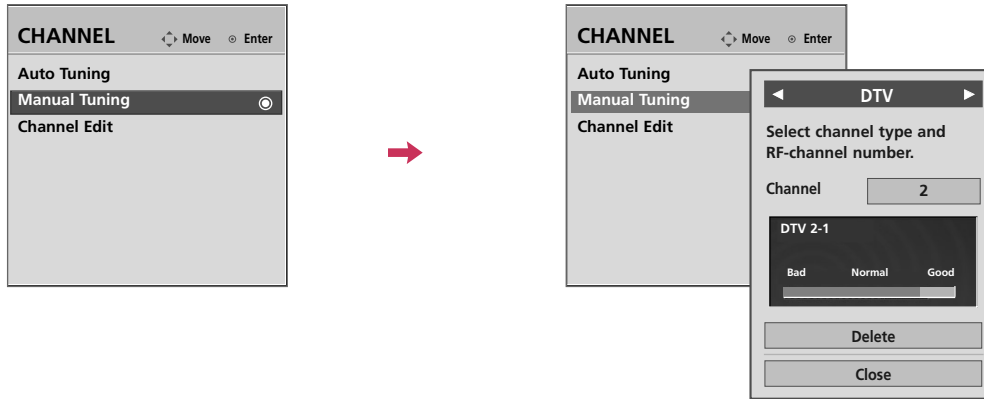 CHANNEL Move Enter
Auto Tuning
Manual Tuning
Channel Edit
CHANNEL Move Enter
Auto Tuning
Manual Tuning
Channel Edit
DTV
Select channel type and
RF-channel number.
Channel 2
DTV 2-1
Bad Normal Good
Delete
Close